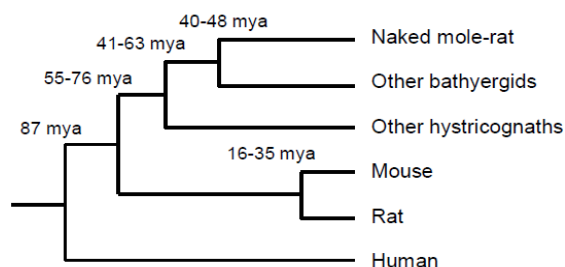 40-48 mya
Naked mole-rat
41-63 mya
55-76 mya
Other bathyergids
87 mya
Other hystricognaths
16-35 mya
Mouse
Rat
Human